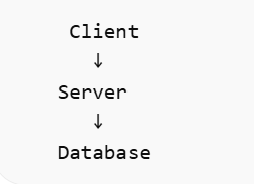 Client
↓
Server
↓
Database